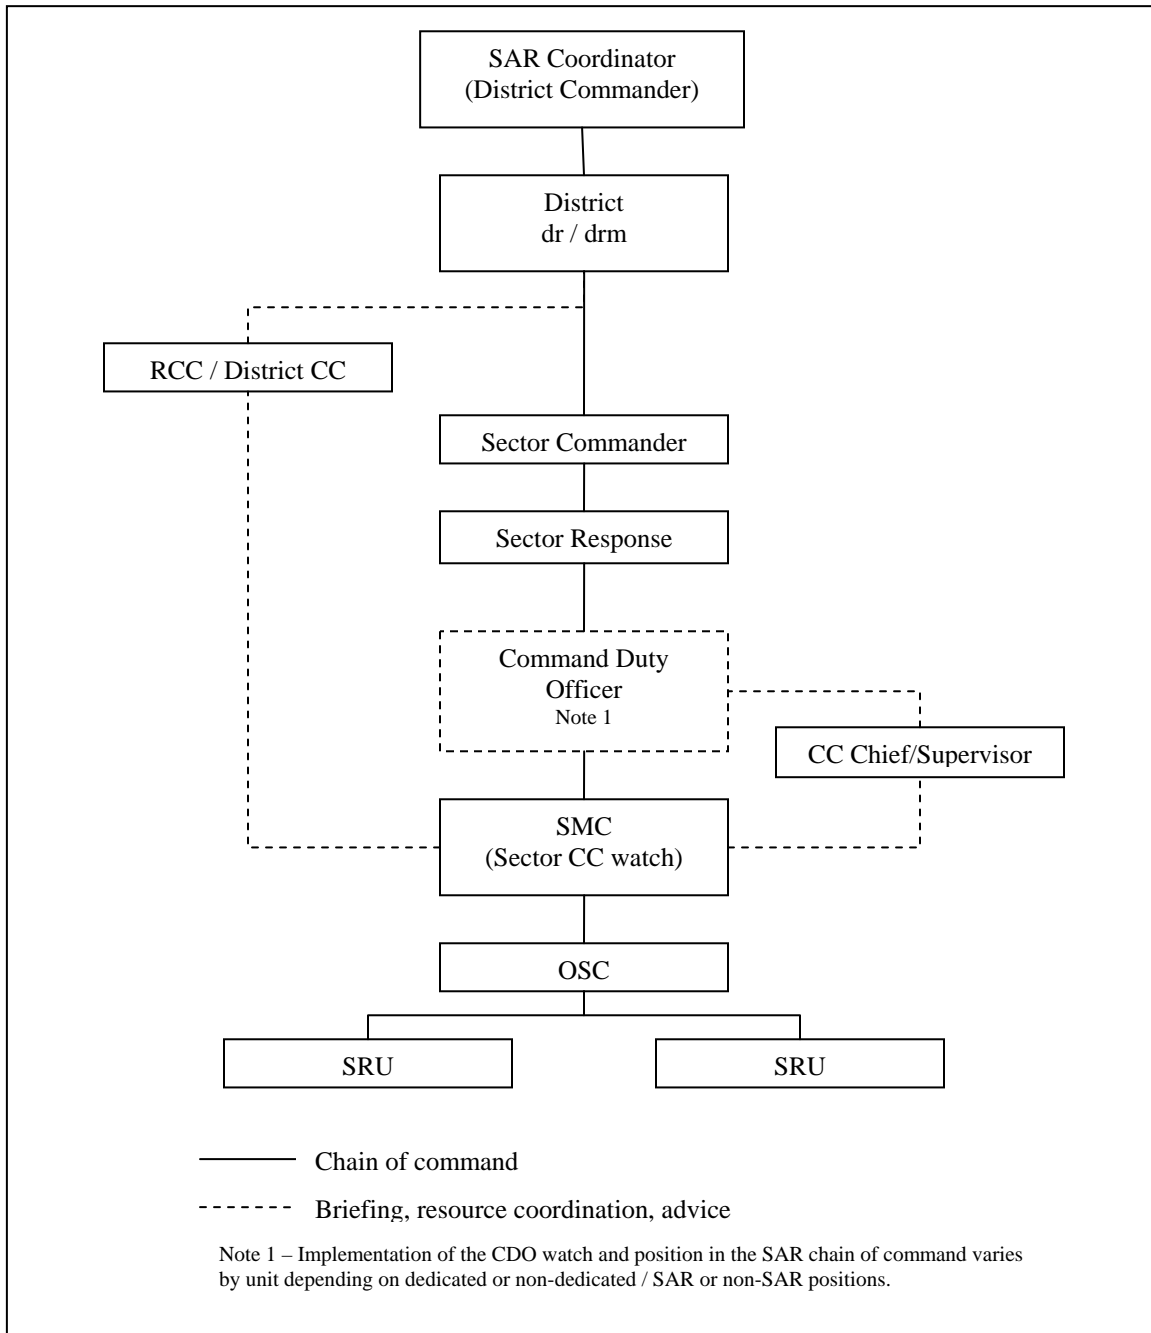 SAR Coordinator
(District Commander)
District
dr / drm
RCC / District CC
Sector Commander
Sector Response
Command Duty
Officer
Note 1
CC Chief/Supervisor
SMC
(Sector CC watch)
OSC
SRU
SRU
Chain of command
Briefing, resource coordination, advice
Note 1 – Implementation of the CDO watch and position in the SAR chain of command varies
by unit depending on dedicated or non-dedicated / SAR or non-SAR positions.